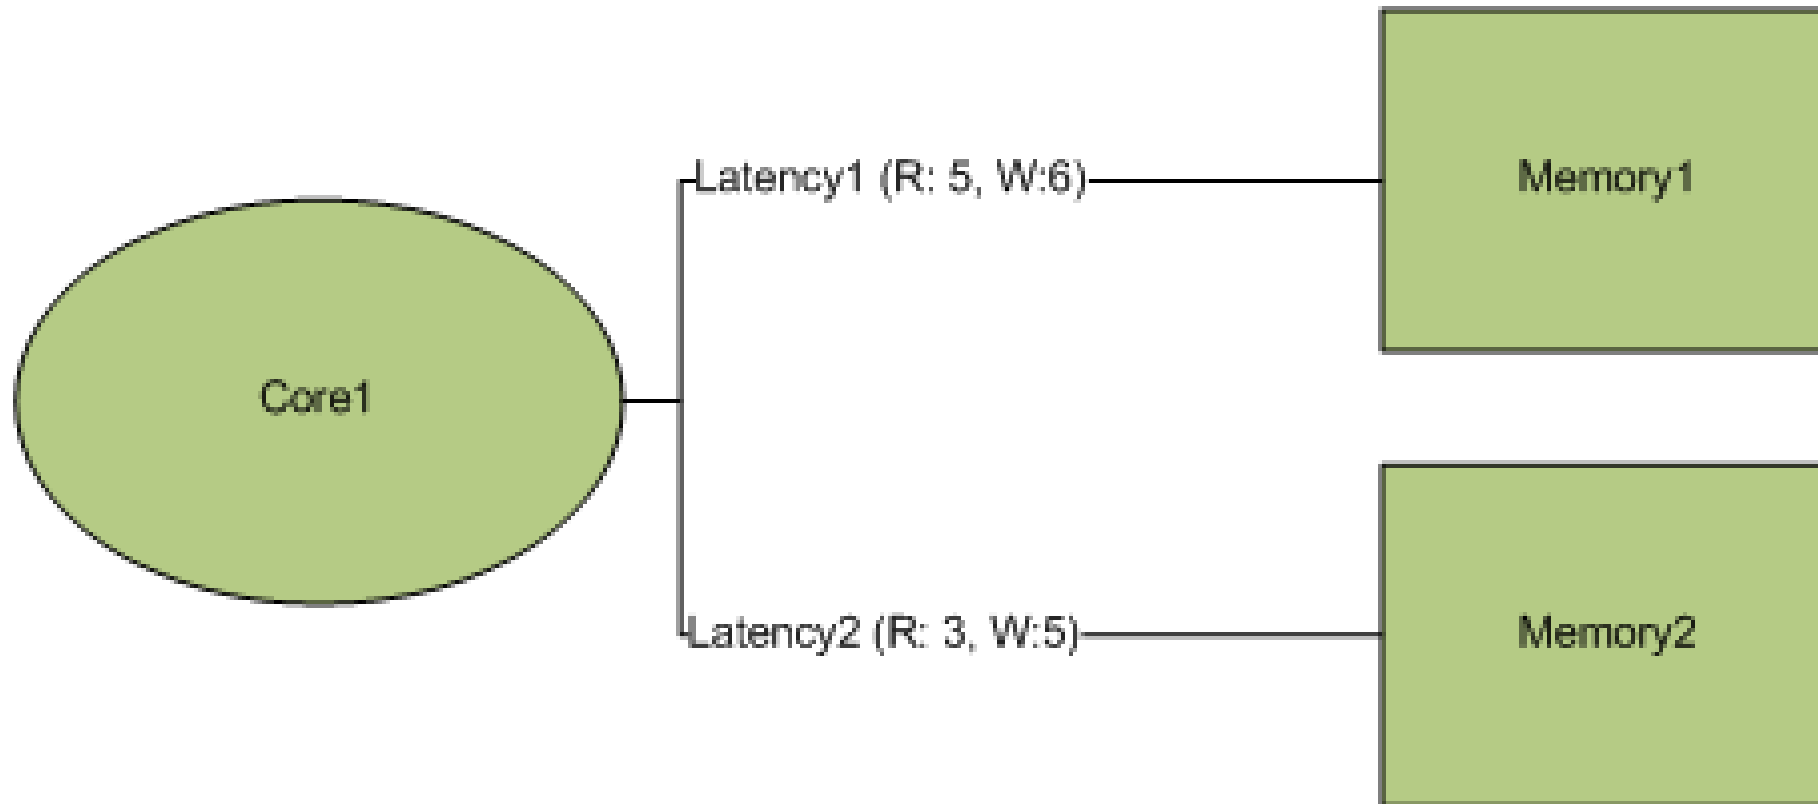 Latency1 (R: 5, W:6)
Memory1
Core1
Latency2 (R: 3, W:5)
Memory2